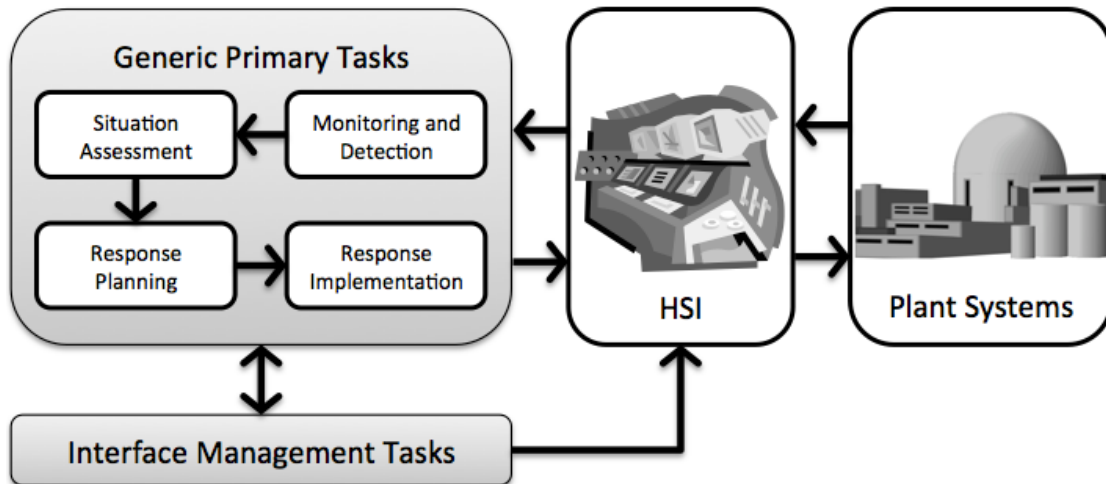 Generic Primary Tasks
Situation
Assessment
Monitoring and
Detection
Response
Planning
Response
Implementation
HSI
Plant Systems
Interface Management Tasks